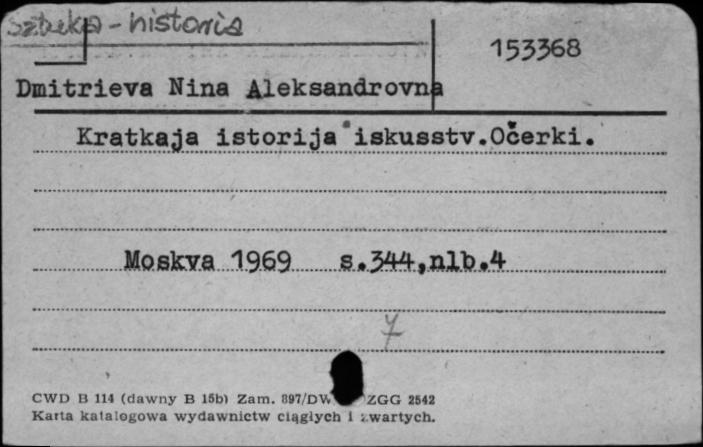 Sztuka - historia
153368
Dmitrieva Nina Aleksandrovna
Kratkaja istorija iskusstv.Očerki.
Moskva 1969 s.344,nlb.4
7
CWD B 114 (dawny B 15b) Zam. 897/DW ZGG 2542
Karta katalogowa wydawnictw ciągłych i zwartych.